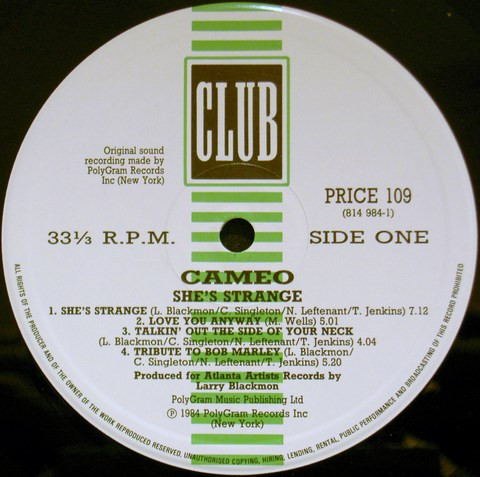 CLUB
Original sound
recording made by
PolyGram Records
Inc (New York)
PRICE 109
(814 984-1)
33⅓ R.P.M.
SIDE ONE
CAMEO
SHE'S STRANGE
1. SHE'S STRANGE (L. Blackmon/C. Singleton/N. Leftenant/T. Jenkins) 7.12
2. LOVE YOU ANYWAY (M. Wells) 5.01
3. TALKIN' OUT THE SIDE OF YOUR NECK
(L. Blackmon/C. Singleton/N. Leftenant/T. Jenkins) 4.04
4. TRIBUTE TO BOB MARLEY (L. Blackmon/
C. Singleton/N. Leftenant/T. Jenkins) 5.20
Produced for Atlanta Artists Records by
Larry Blackmon
PolyGram Music Publishing Ltd
℗ 1984 PolyGram Records Inc
(New York)
ALL RIGHTS OF THE PRODUCER AND OF THE OWNER OF THE WORK REPRODUCED RESERVED. UNAUTHORISED COPYING, HIRING, LENDING, RENTAL, PUBLIC PERFORMANCE AND BROADCASTING OF THIS RECORD PROHIBITED